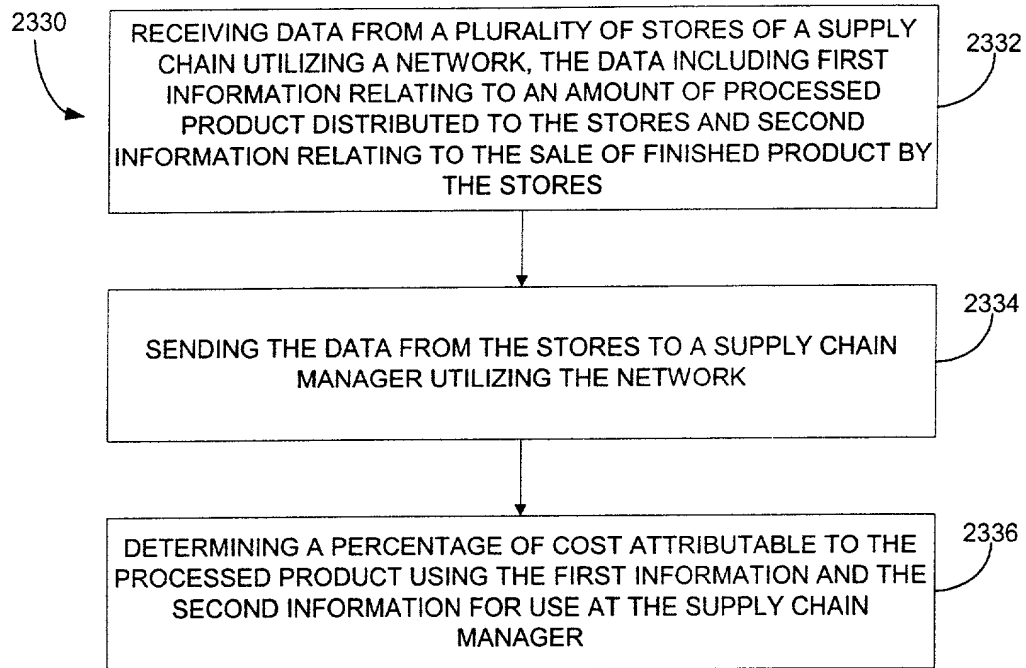 2330
RECEIVING DATA FROM A PLURALITY OF STORES OF A SUPPLY
CHAIN UTILIZING A NETWORK, THE DATA INCLUDING FIRST
INFORMATION RELATING TO AN AMOUNT OF PROCESSED
PRODUCT DISTRIBUTED TO THE STORES AND SECOND
INFORMATION RELATING TO THE SALE OF FINISHED PRODUCT BY
THE STORES
2332
SENDING THE DATA FROM THE STORES TO A SUPPLY CHAIN
MANAGER UTILIZING THE NETWORK
2334
DETERMINING A PERCENTAGE OF COST ATTRIBUTABLE TO THE
PROCESSED PRODUCT USING THE FIRST INFORMATION AND THE
SECOND INFORMATION FOR USE AT THE SUPPLY CHAIN
MANAGER
2336